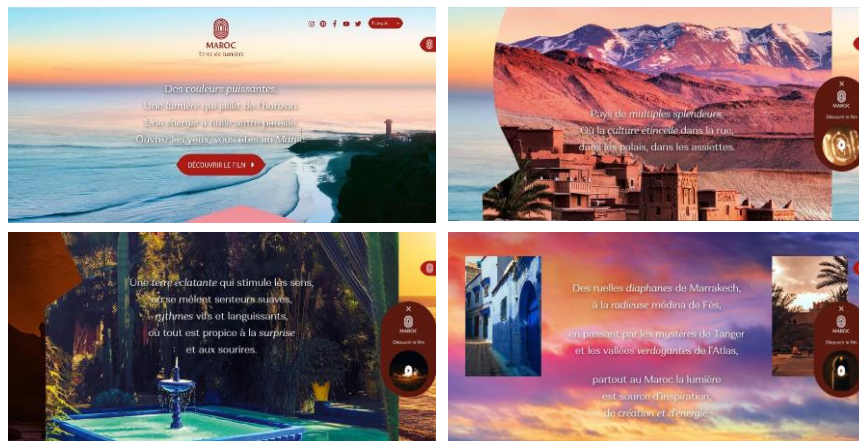 MAROC
Terre de lumière
Français
Des couleurs puissantes,
Une lumière qui jaillit de l'horizon,
Une énergie à nulle autre pareille,
Ouvrez les yeux, vous êtes au Maroc.
DÉCOUVRIR LE FILM
Pays de multiples splendeurs,
Où la culture étincelle dans la rue,
dans les palais, dans les assiettes.
MAROC
Découvrir le film
Une terre éclatante qui stimule les sens,
où se mêlent senteurs suaves,
rythmes vifs et languissants,
où tout est propice à la surprise
et aux sourires.
MAROC
Découvrir le film
Des ruelles diaphanes de Marrakech,
à la radieuse médina de Fès,
en passant par les mystères de Tanger
et les vallées verdoyantes de l'Atlas,
partout au Maroc la lumière
est source d'inspiration,
de création et d'énergie.
MAROC
Découvrir le film